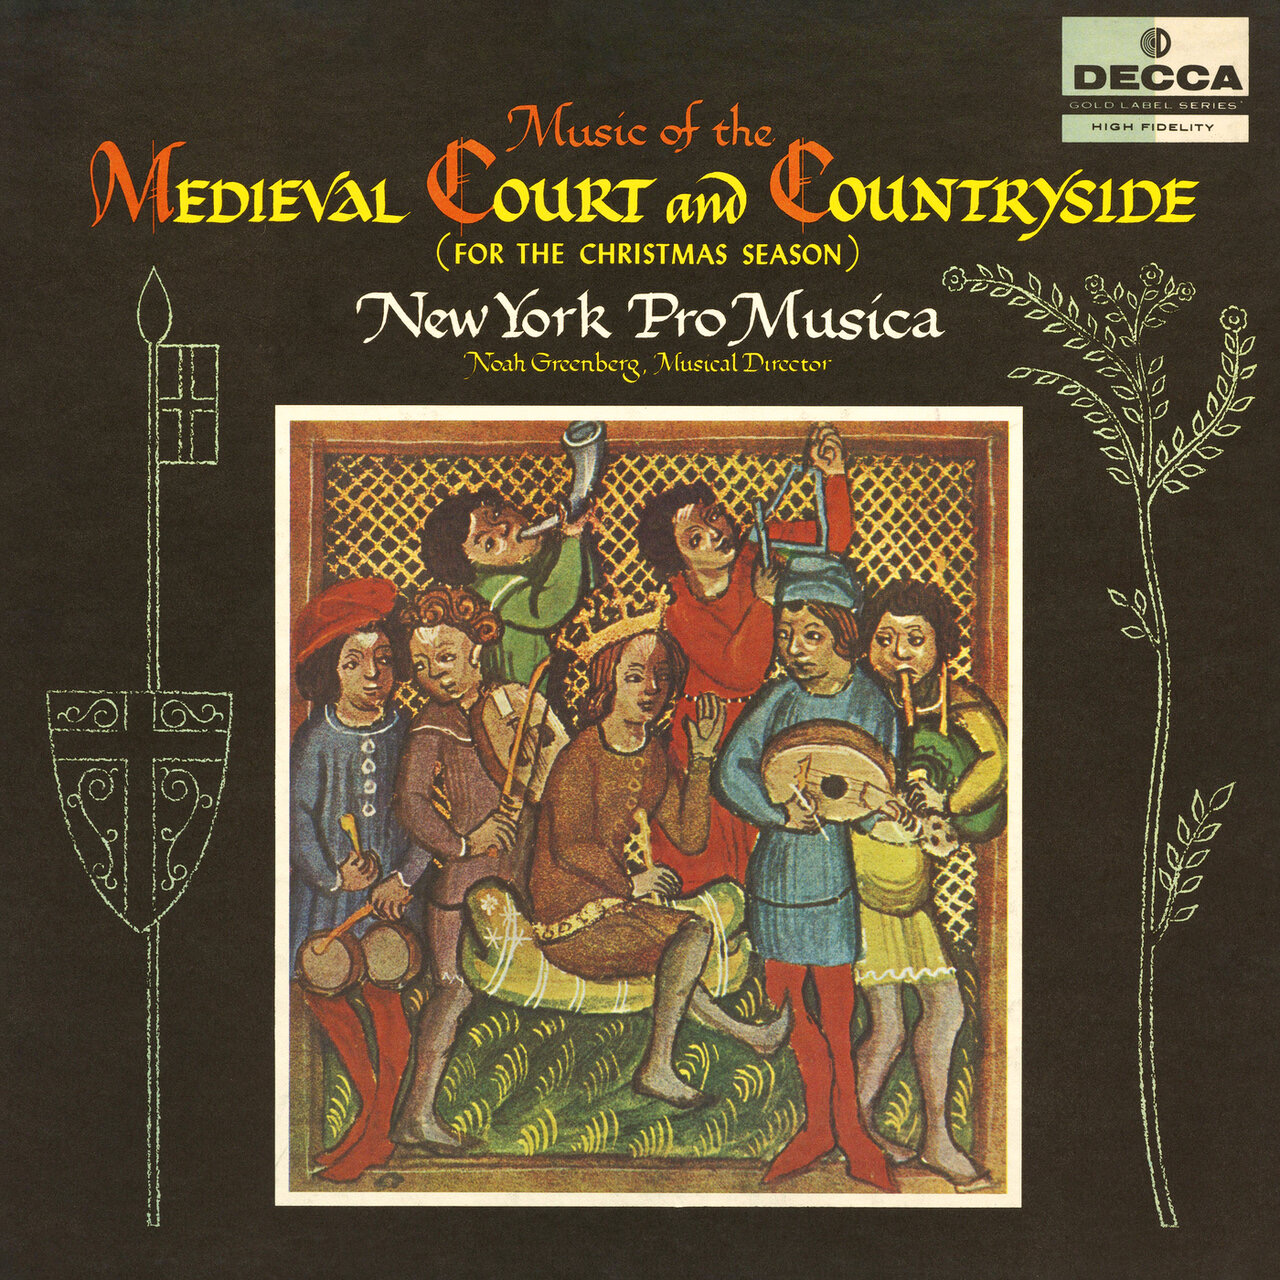 DECCA
GOLD LABEL SERIES
HIGH FIDELITY
Music of the
MEDIEVAL COURT and COUNTRYSIDE
(FOR THE CHRISTMAS SEASON)
New York Pro Musica
Noah Greenberg, Musical Director